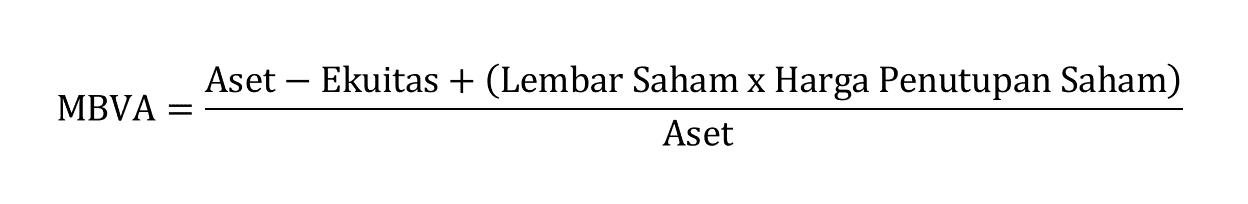 MBVA = Aset − Ekuitas + (Lembar Saham x Harga Penutupan Saham)
Aset